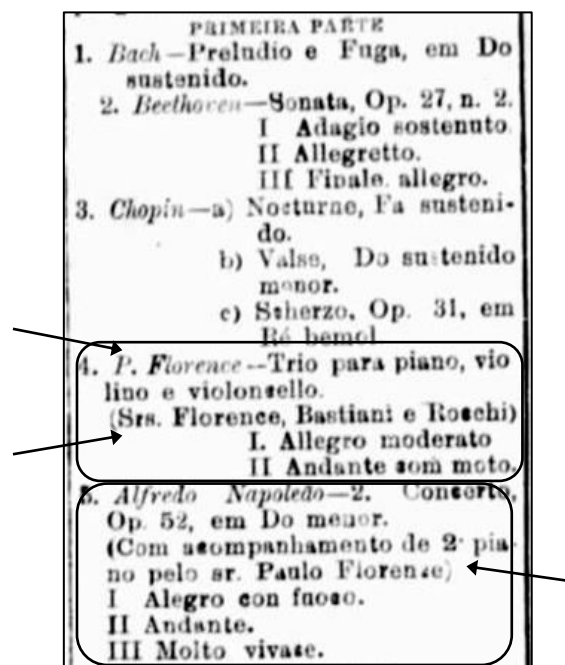 PRIMEIRA PARTE
1. Bach—Preludio e Fuga, em Do
sustenido.
2. Beethoven—Sonata, Op. 27, n. 2.
I Adagio sostenuto
II Allegretto.
III Finale. allegro.
3. Chopin—a) Nocturne, Fa susteni-
do.
b) Valse, Do sustenido
menor.
c) Scherzo, Op. 31, em
Ré bemol
4. P. Florence--Trio para piano, vio
lino e violoncello.
(Srs. Florence, Bastiani e Rocchi)
I. Allegro moderato
II Andante com moto.
5. Alfredo Napoledo—2. Concerto,
Op. 52, em Do menor.
(Com acompanhamento de 2· pia-
no pelo sr. Paulo Florence)
I Alegro con fuoco.
II Andante.
III Molto vivace.